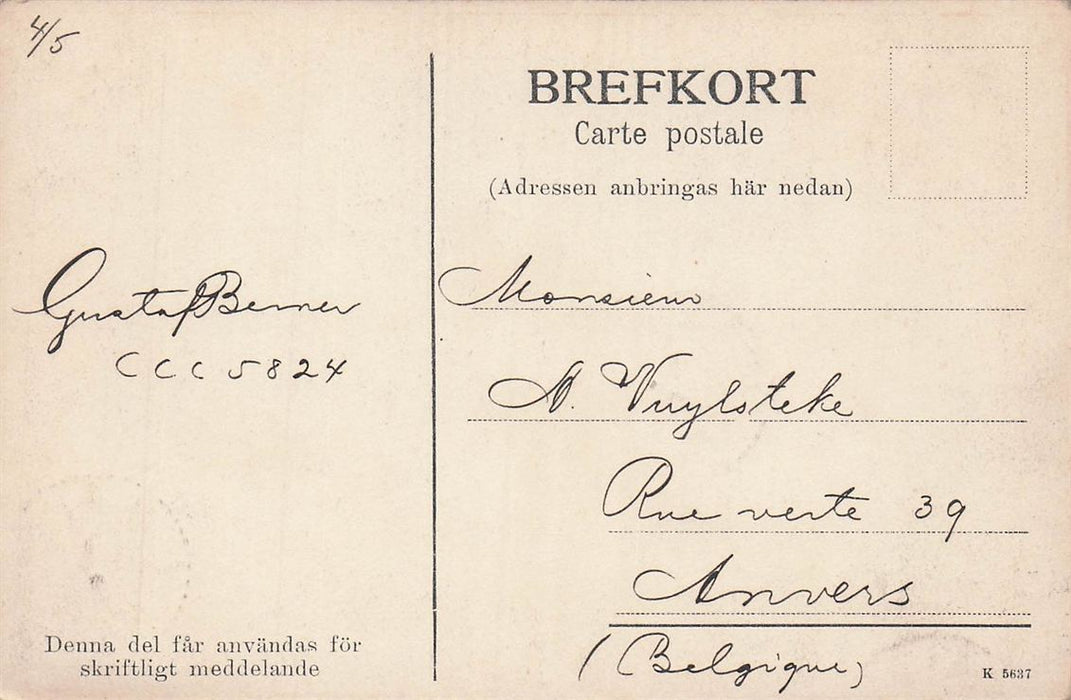 4/5
BREFKORT
Carte postale
(Adressen anbringas här nedan)
Gustaf Berner
CCC 5824
Monsieur
A. Vuylsteke
Rue verte 39
Anvers
(Belgique)
Denna del får användas för
skriftligt meddelande
K 5637